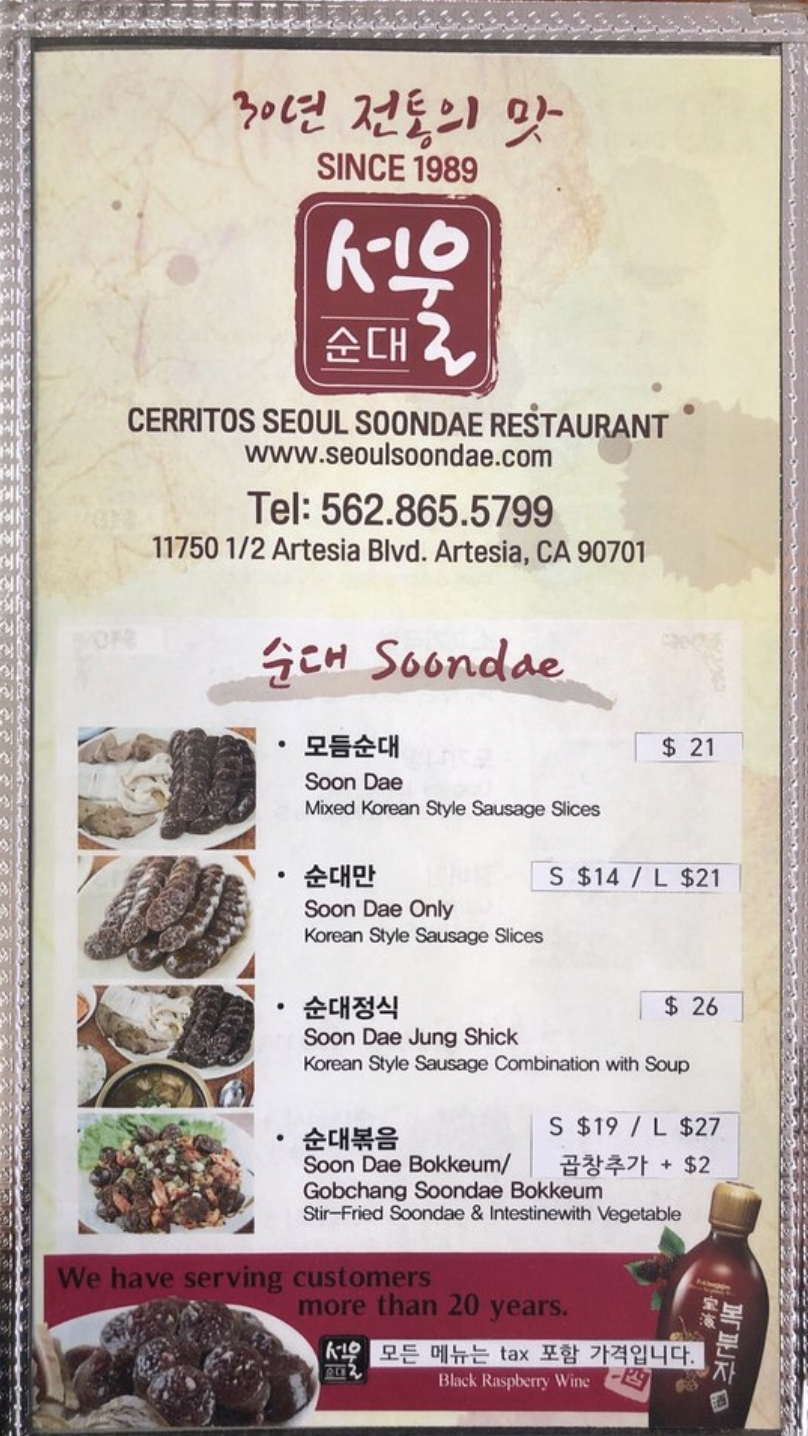 30년 전통의 맛
SINCE 1989
서울
순대
CERRITOS SEOUL SOONDAE RESTAURANT
www.seoulsoondae.com
Tel: 562.865.5799
11750 1/2 Artesia Blvd. Artesia, CA 90701
순대 Soondae
• 모듬순대 $ 21
Soon Dae
Mixed Korean Style Sausage Slices
• 순대만 S $14 / L $21
Soon Dae Only
Korean Style Sausage Slices
• 순대정식 $ 26
Soon Dae Jung Shick
Korean Style Sausage Combination with Soup
• 순대볶음 S $19 / L $27
Soon Dae Bokkeum/ 곱창추가 + $2
Gobchang Soondae Bokkeum
Stir-Fried Soondae & Intestinewith Vegetable
We have serving customers
more than 20 years.
서울
순대
모든 메뉴는 tax 포함 가격입니다.
Black Raspberry Wine
복분자
酒